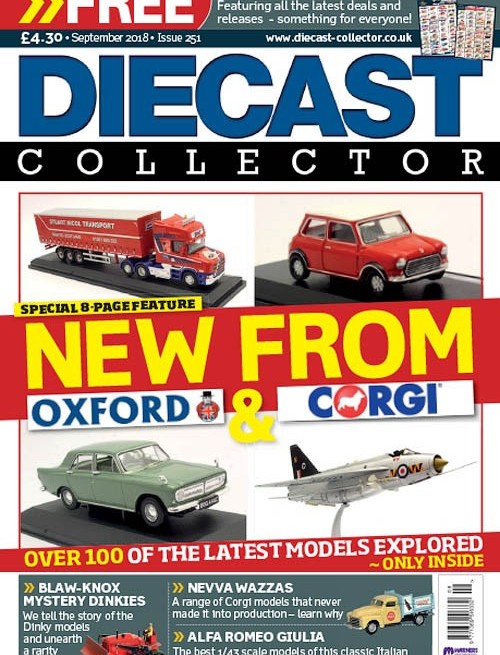 FREE
Featuring all the latest deals and
releases - something for everyone!
£4.30 • September 2018 • Issue 251
www.diecast-collector.co.uk
DIECAST
COLLECTOR
STUART NICOL TRANSPORT
SPECIAL 8-PAGE FEATURE
NEW FROM
OXFORD
&
CORGI
OVER 100 OF THE LATEST MODELS EXPLORED
~ ONLY INSIDE
BLAW-KNOX
MYSTERY DINKIES
We tell the story of the
Dinky models
and unearth
a rarity
NEVVA WAZZAS
A range of Corgi models that never
made it into production – learn why
ALFA ROMEO GIULIA
The best 1/43 scale models of this classic Italian
WARNERS